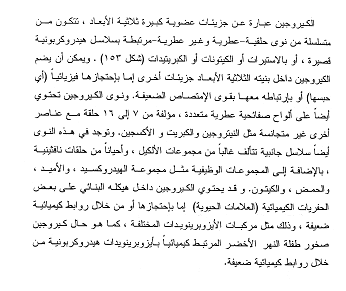 الكيروجين عبارة عن جزيئات عضوية كبيرة ثلاثية الأبعاد ، تتكون من
متسلسلة من نوى حلقية-عطرية وغير عطرية-مرتبطة بسلاسل هيدروكربونية
قصيرة ، أو بالاسترات أو الكيتونات أو الكبريتيدات (شكل ١٥٣) . ويمكن أن يضم
الكيروجين داخل بنيته الثلاثية الأبعاد جزيئات أخرى إما بإحتجازها فيزيائياً (أي
حبسها) أو بإرتباطه معها بقوى الإمتصاص الضعيفة. ونوى الكيروجين تحتوي
أيضاً على ألواح صفائحية عطرية متعددة ، مؤلفة من ٧ إلى ١٦ حلقة مع عناصر
أخرى غير متجانسة مثل النيتروجين والكبريت و الأكسجين. وتوجد في هذه النوى
أيضاً سلاسل جانبية تتألف غالباً من مجموعات الألكيل ، وأحياناً من حلقات نافثينية
، بالإضافة إلى المجموعات الوظيفية مثل مجموعة الهيدروكسيد ، والأميد ،
والحمض ، والكيتون. و قد يحتوي الكيروجين داخل هيكله البنائي على بعض
الحفريات الكيميائية (العلامات الحيوية) إما بإحتجازها أو من خلال روابط كيميائية
ضعيفة ، وذلك مثل مركبات الأيزوبرينويدات المختلفة ، كما هو حال كيروجين
صخور طفلة النهر الأخضر المرتبط كيميائياً بأيزوبرينويدات هيدروكربونية من
خلال روابط كيميائية ضعيفة.